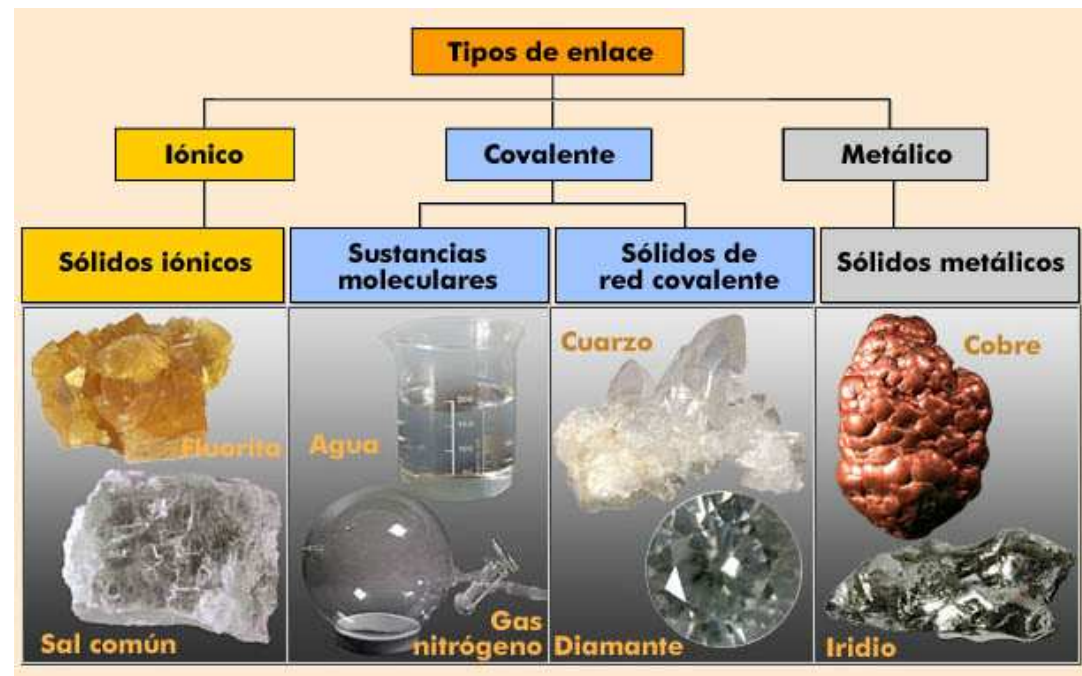 Tipos de enlace
Iónico
Covalente
Metálico
Sólidos iónicos
Sustancias
moleculares
Sólidos de
red covalente
Sólidos metálicos
Fluorita
Sal común
Agua
Gas
nitrógeno
Cuarzo
Diamante
Cobre
Iridio